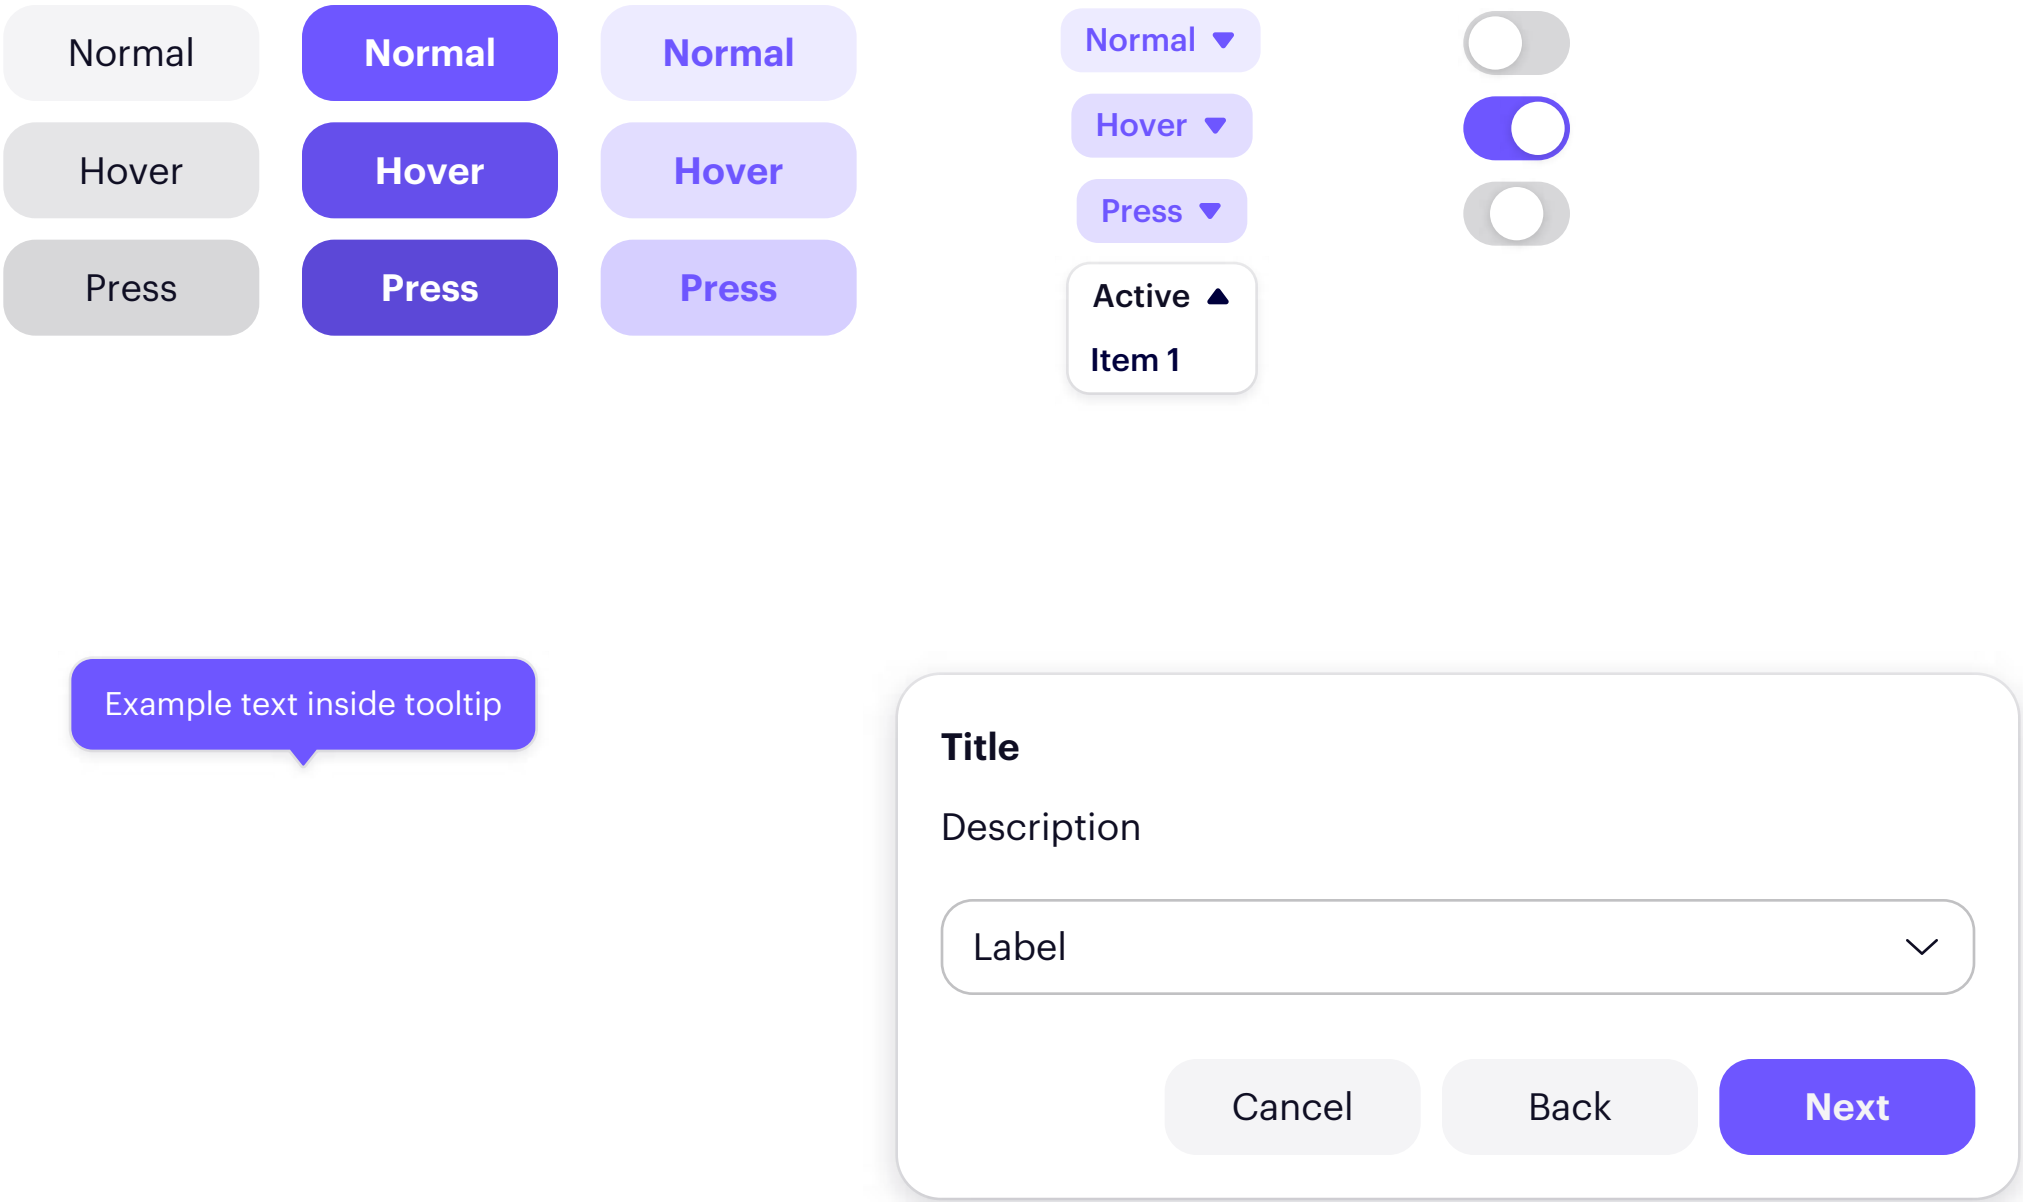 Normal
Normal
Normal
Normal
Hover
Hover
Hover
Hover
Press
Press
Press
Press
Active
Item 1
Example text inside tooltip
Title
Description
Label
Cancel
Back
Next